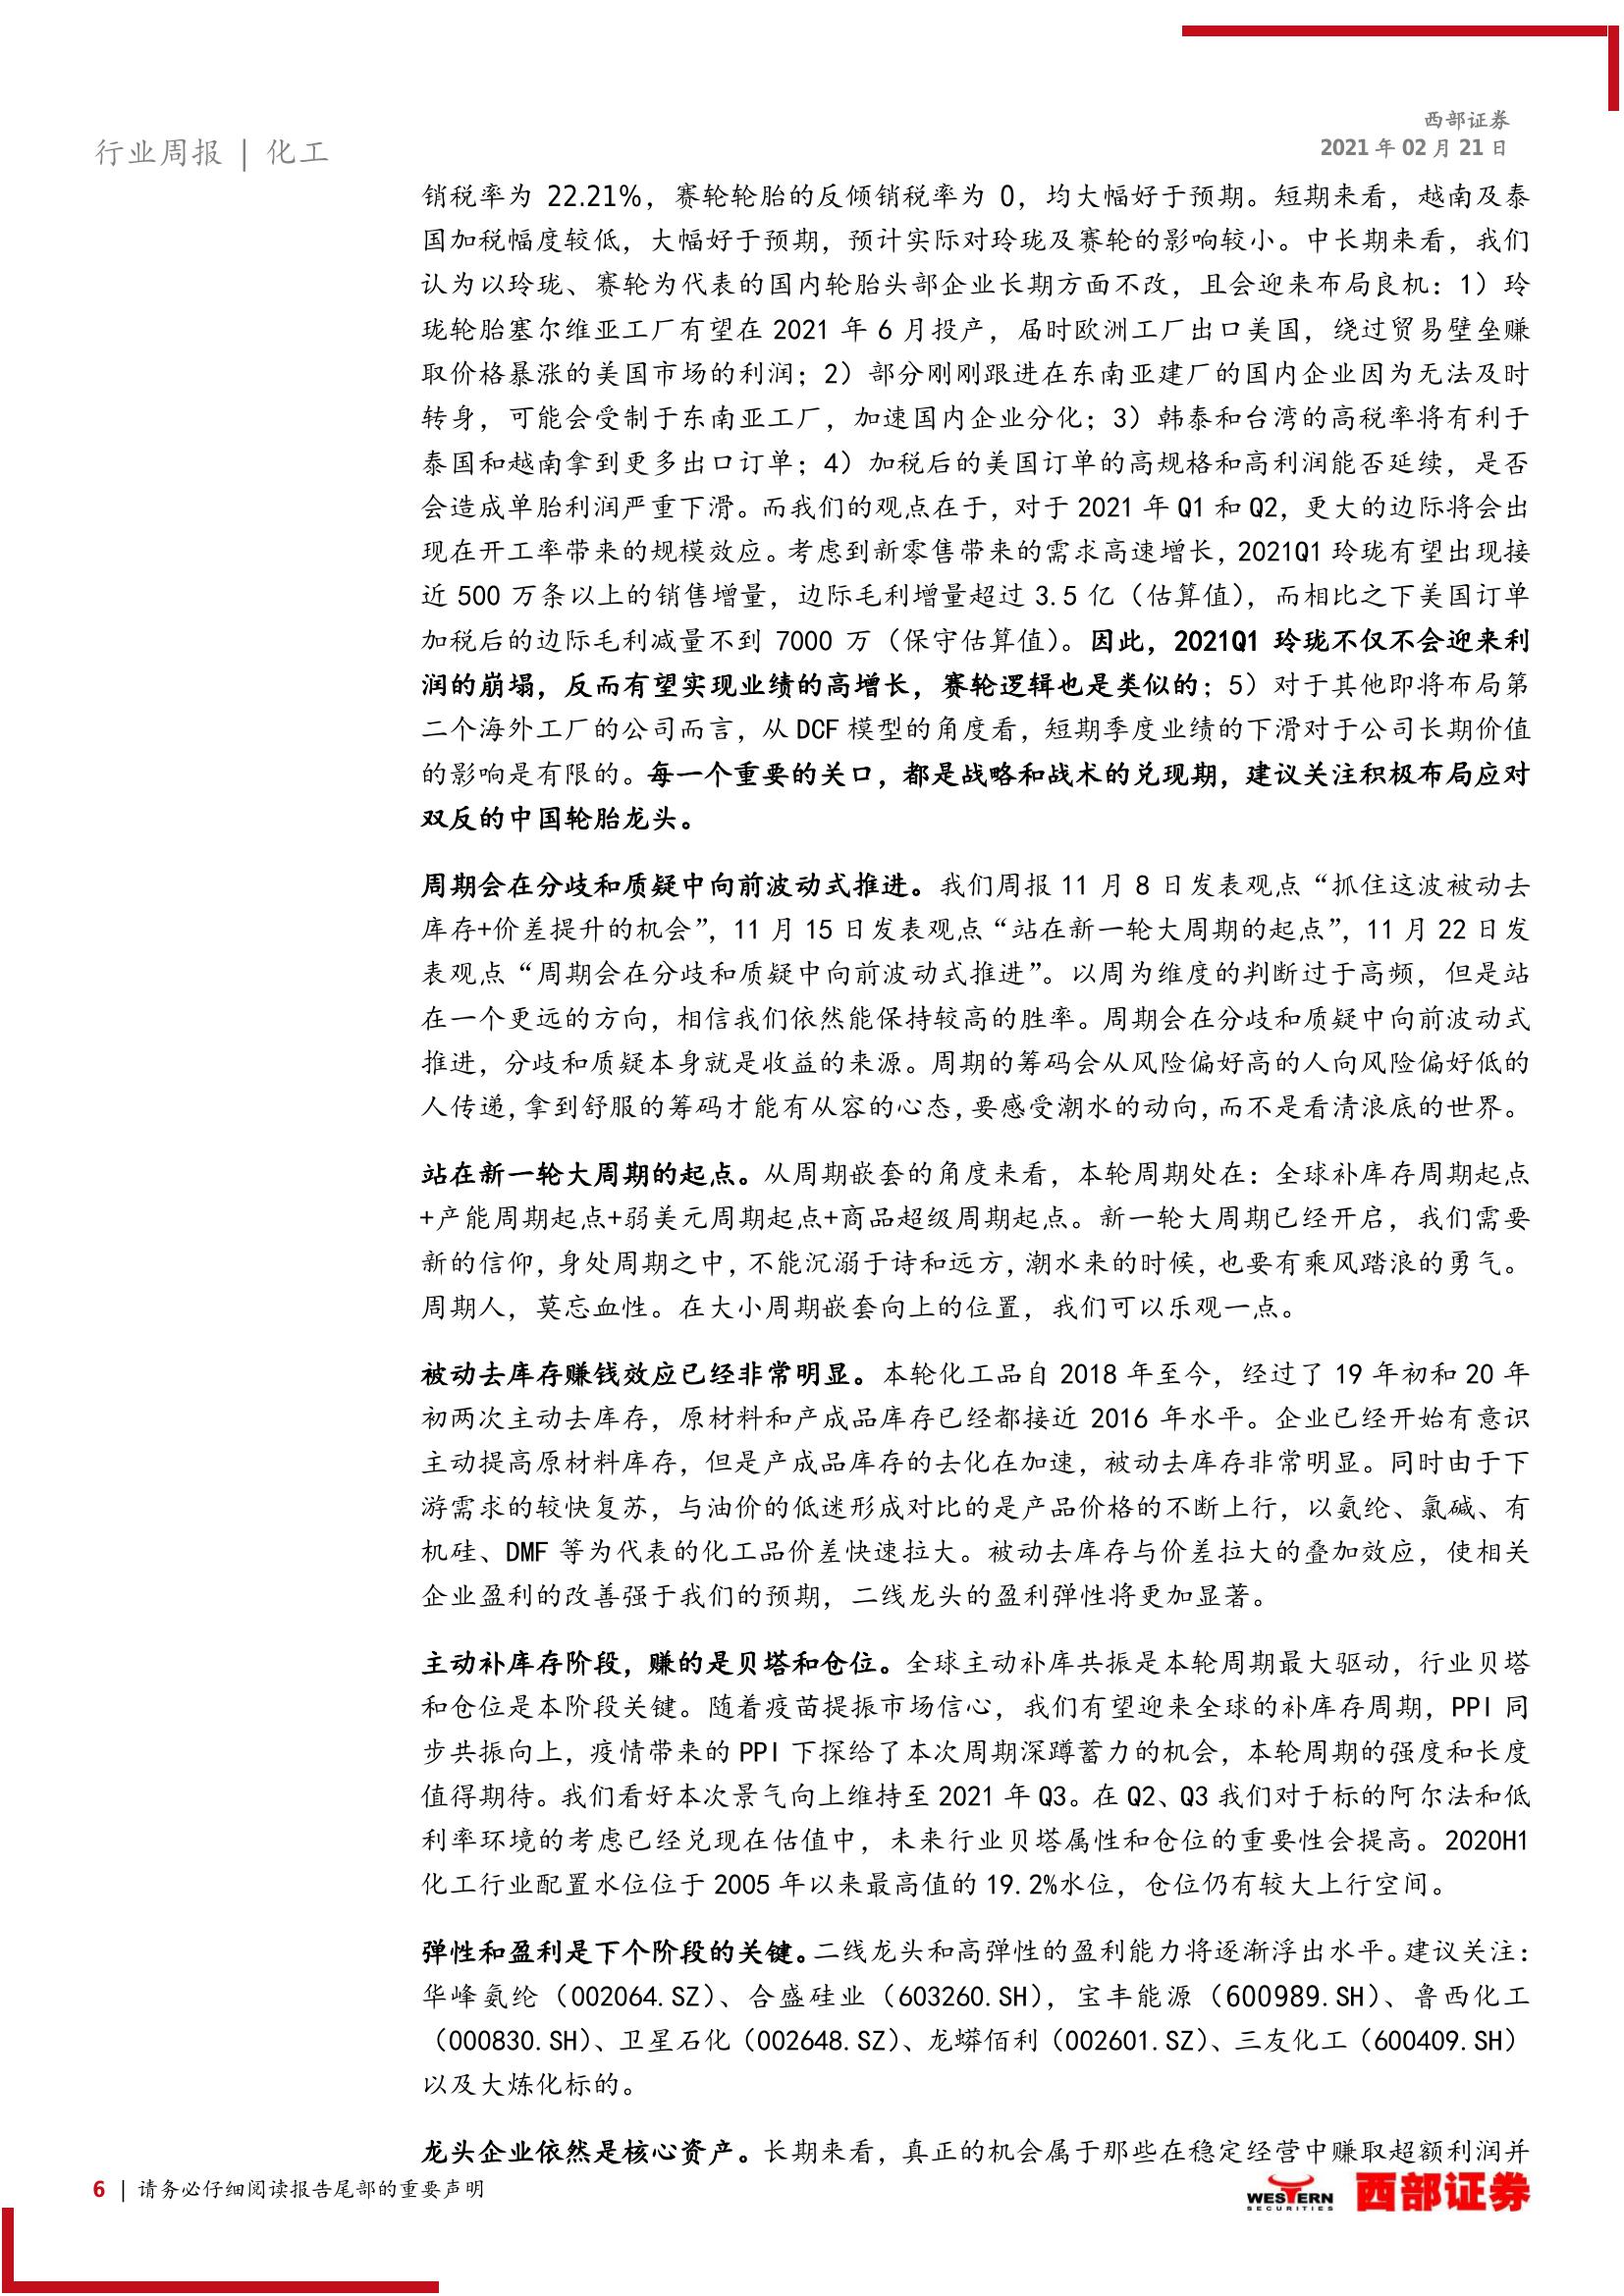 西部证券
行业周报 | 化工
2021 年 02 月 21 日
销税率为 22.21%，赛轮轮胎的反倾销税率为 0，均大幅好于预期。短期来看，越南及泰
国加税幅度较低，大幅好于预期，预计实际对玲珑及赛轮的影响较小。中长期来看，我们
认为以玲珑、赛轮为代表的国内轮胎头部企业长期方面不改，且会迎来布局良机：1）玲
珑轮胎塞尔维亚工厂有望在 2021 年 6 月投产，届时欧洲工厂出口美国，绕过贸易壁垒赚
取价格暴涨的美国市场的利润；2）部分刚刚跟进在东南亚建厂的国内企业因为无法及时
转身，可能会受制于东南亚工厂，加速国内企业分化；3）韩泰和台湾的高税率将有利于
泰国和越南拿到更多出口订单；4）加税后的美国订单的高规格和高利润能否延续，是否
会造成单胎利润严重下滑。而我们的观点在于，对于 2021 年 Q1 和 Q2，更大的边际将会出
现在开工率带来的规模效应。考虑到新零售带来的需求高速增长，2021Q1 玲珑有望出现接
近 500 万条以上的销售增量，边际毛利增量超过 3.5 亿（估算值），而相比之下美国订单
加税后的边际毛利减量不到 7000 万（保守估算值）。因此，2021Q1 玲珑不仅不会迎来利
润的崩塌，反而有望实现业绩的高增长，赛轮逻辑也是类似的；5）对于其他即将布局第
二个海外工厂的公司而言，从 DCF 模型的角度看，短期季度业绩的下滑对于公司长期价值
的影响是有限的。每一个重要的关口，都是战略和战术的兑现期，建议关注积极布局应对
双反的中国轮胎龙头。
周期会在分歧和质疑中向前波动式推进。我们周报 11 月 8 日发表观点“抓住这波被动去
库存+价差提升的机会”，11 月 15 日发表观点“站在新一轮大周期的起点”，11 月 22 日发
表观点“周期会在分歧和质疑中向前波动式推进”。以周为维度的判断过于高频，但是站
在一个更远的方向，相信我们依然能保持较高的胜率。周期会在分歧和质疑中向前波动式
推进，分歧和质疑本身就是收益的来源。周期的筹码会从风险偏好高的人向风险偏好低的
人传递，拿到舒服的筹码才能有从容的心态，要感受潮水的动向，而不是看清浪底的世界。
站在新一轮大周期的起点。从周期嵌套的角度来看，本轮周期处在：全球补库存周期起点
+产能周期起点+弱美元周期起点+商品超级周期起点。新一轮大周期已经开启，我们需要
新的信仰，身处周期之中，不能沉溺于诗和远方，潮水来的时候，也要有乘风踏浪的勇气。
周期人，莫忘血性。在大小周期嵌套向上的位置，我们可以乐观一点。
被动去库存赚钱效应已经非常明显。本轮化工品自 2018 年至今，经过了 19 年初和 20 年
初两次主动去库存，原材料和产成品库存已经都接近 2016 年水平。企业已经开始有意识
主动提高原材料库存，但是产成品库存的去化在加速，被动去库存非常明显。同时由于下
游需求的较快复苏，与油价的低迷形成对比的是产品价格的不断上行，以氨纶、氯碱、有
机硅、DMF 等为代表的化工品价差快速拉大。被动去库存与价差拉大的叠加效应，使相关
企业盈利的改善强于我们的预期，二线龙头的盈利弹性将更加显著。
主动补库存阶段，赚的是贝塔和仓位。全球主动补库共振是本轮周期最大驱动，行业贝塔
和仓位是本阶段关键。随着疫苗提振市场信心，我们有望迎来全球的补库存周期，PPI 同
步共振向上，疫情带来的 PPI 下探给了本次周期深蹲蓄力的机会，本轮周期的强度和长度
值得期待。我们看好本次景气向上维持至 2021 年 Q3。在 Q2、Q3 我们对于标的阿尔法和低
利率环境的考虑已经兑现在估值中，未来行业贝塔属性和仓位的重要性会提高。2020H1
化工行业配置水位位于 2005 年以来最高值的 19.2%水位，仓位仍有较大上行空间。
弹性和盈利是下个阶段的关键。二线龙头和高弹性的盈利能力将逐渐浮出水平。建议关注：
华峰氨纶（002064.SZ）、合盛硅业（603260.SH），宝丰能源（600989.SH）、鲁西化工
（000830.SH）、卫星石化（002648.SZ）、龙蟒佰利（002601.SZ）、三友化工（600409.SH）
以及大炼化标的。
龙头企业依然是核心资产。长期来看，真正的机会属于那些在稳定经营中赚取超额利润并
6 | 请务必仔细阅读报告尾部的重要声明
WESTERN
SECURITIES
西部证券